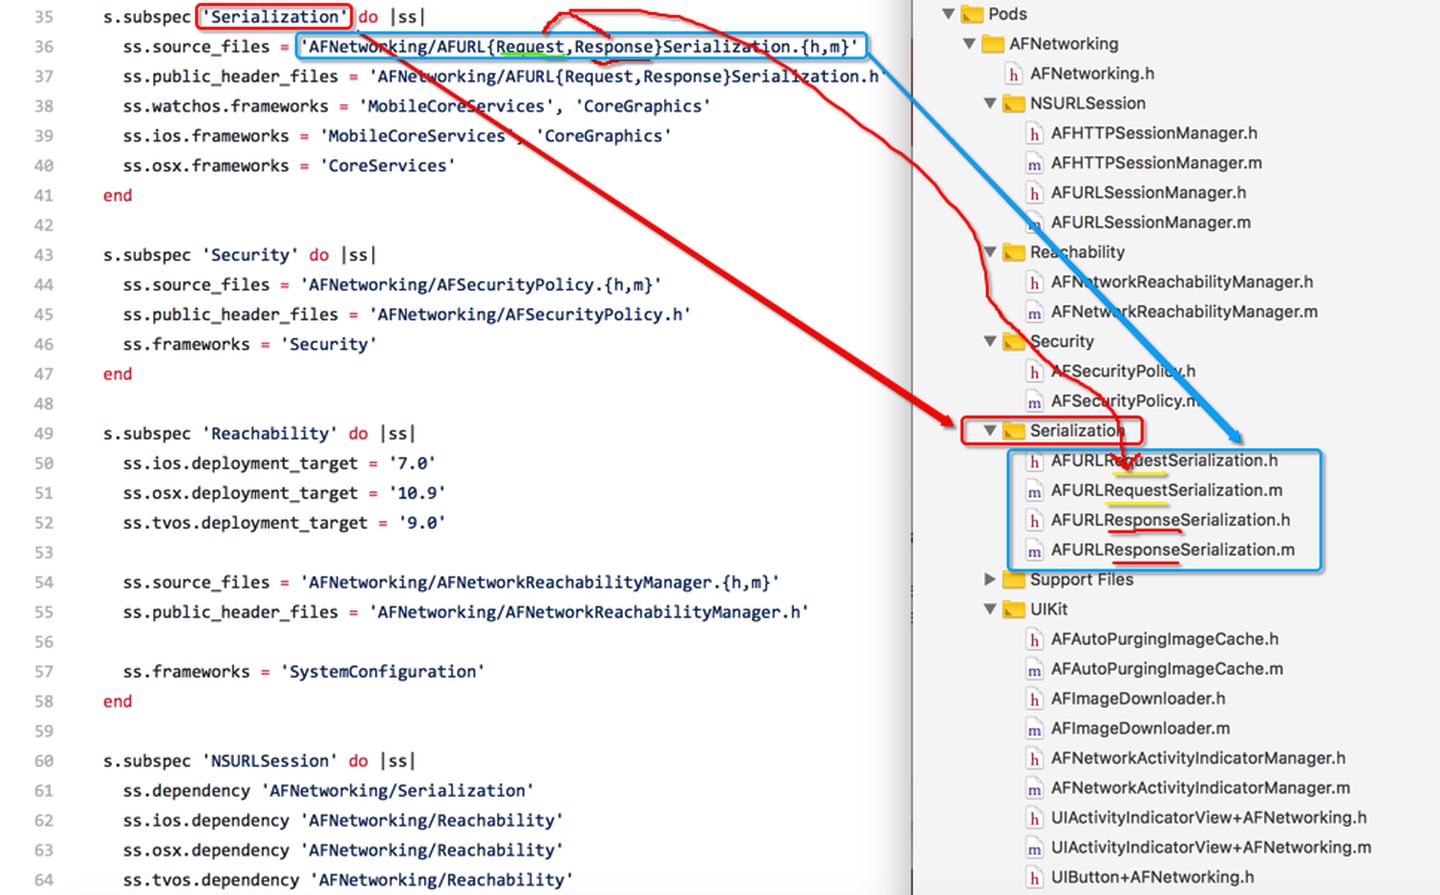 35 s.subspec 'Serialization' do |ss|
36 ss.source_files = 'AFNetworking/AFURL{Request,Response}Serialization.{h,m}'
37 ss.public_header_files = 'AFNetworking/AFURL{Request,Response}Serialization.h'
38 ss.watchos.frameworks = 'MobileCoreServices', 'CoreGraphics'
39 ss.ios.frameworks = 'MobileCoreServices', 'CoreGraphics'
40 ss.osx.frameworks = 'CoreServices'
41 end
42
43 s.subspec 'Security' do |ss|
44 ss.source_files = 'AFNetworking/AFSecurityPolicy.{h,m}'
45 ss.public_header_files = 'AFNetworking/AFSecurityPolicy.h'
46 ss.frameworks = 'Security'
47 end
48
49 s.subspec 'Reachability' do |ss|
50 ss.ios.deployment_target = '7.0'
51 ss.osx.deployment_target = '10.9'
52 ss.tvos.deployment_target = '9.0'
53
54 ss.source_files = 'AFNetworking/AFNetworkReachabilityManager.{h,m}'
55 ss.public_header_files = 'AFNetworking/AFNetworkReachabilityManager.h'
56
57 ss.frameworks = 'SystemConfiguration'
58 end
59
60 s.subspec 'NSURLSession' do |ss|
61 ss.dependency 'AFNetworking/Serialization'
62 ss.ios.dependency 'AFNetworking/Reachability'
63 ss.osx.dependency 'AFNetworking/Reachability'
64 ss.tvos.dependency 'AFNetworking/Reachability'
Pods
AFNetworking
h AFNetworking.h
NSURLSession
h AFHTTPSessionManager.h
m AFHTTPSessionManager.m
h AFURLSessionManager.h
m AFURLSessionManager.m
Reachability
h AFNetworkReachabilityManager.h
m AFNetworkReachabilityManager.m
Security
h AFSecurityPolicy.h
m AFSecurityPolicy.m
Serialization
h AFURLRequestSerialization.h
m AFURLRequestSerialization.m
h AFURLResponseSerialization.h
m AFURLResponseSerialization.m
Support Files
UIKit
h AFAutoPurgingImageCache.h
m AFAutoPurgingImageCache.m
h AFImageDownloader.h
m AFImageDownloader.m
h AFNetworkActivityIndicatorManager.h
m AFNetworkActivityIndicatorManager.m
h UIActivityIndicatorView+AFNetworking.h
m UIActivityIndicatorView+AFNetworking.m
h UIButton+AFNetworking.h